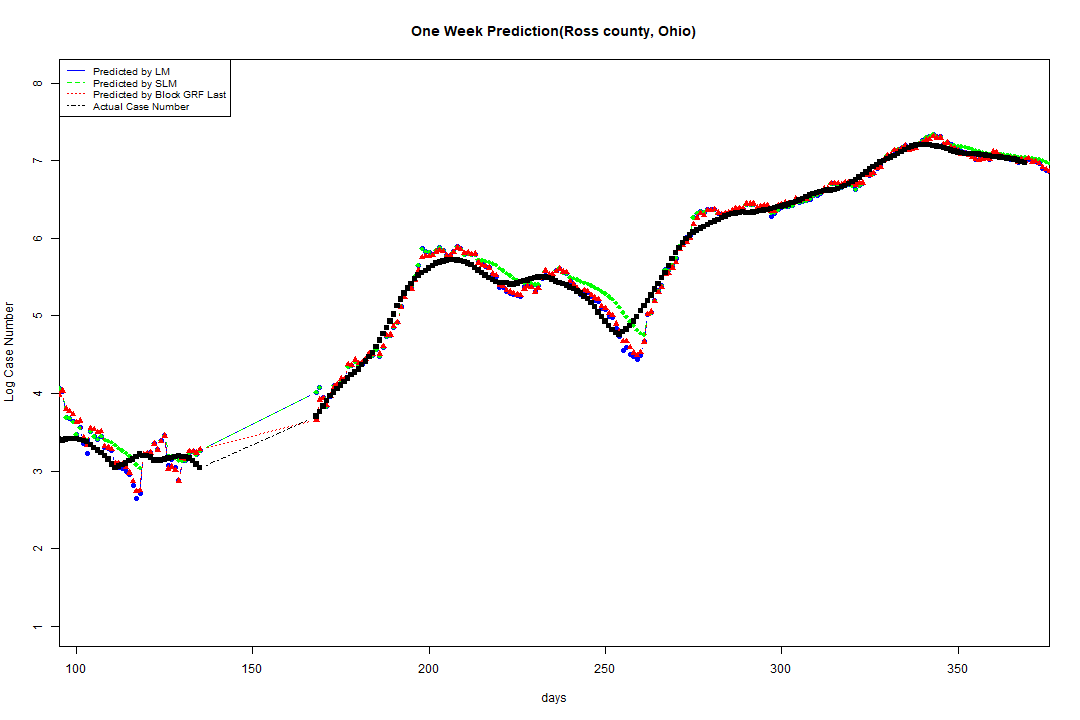 One Week Prediction(Ross county, Ohio)
Predicted by LM
Predicted by SLM
Predicted by Block GRF Last
Actual Case Number
8
7
6
5
4
3
2
1
Log Case Number
100 150 200 250 300 350
days